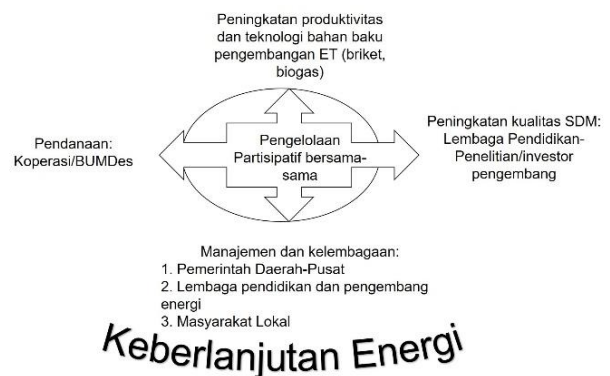 Peningkatan produktivitas
dan teknologi bahan baku
pengembangan ET (briket,
biogas)
Pendanaan:
Koperasi/BUMDes
Pengelolaan
Partisipatif bersama-
sama
Peningkatan kualitas SDM:
Lembaga Pendidikan-
Penelitian/investor
pengembang
Manajemen dan kelembagaan:
1. Pemerintah Daerah-Pusat
2. Lembaga pendidikan dan pengembang
energi
3. Masyarakat Lokal
Keberlanjutan Energi